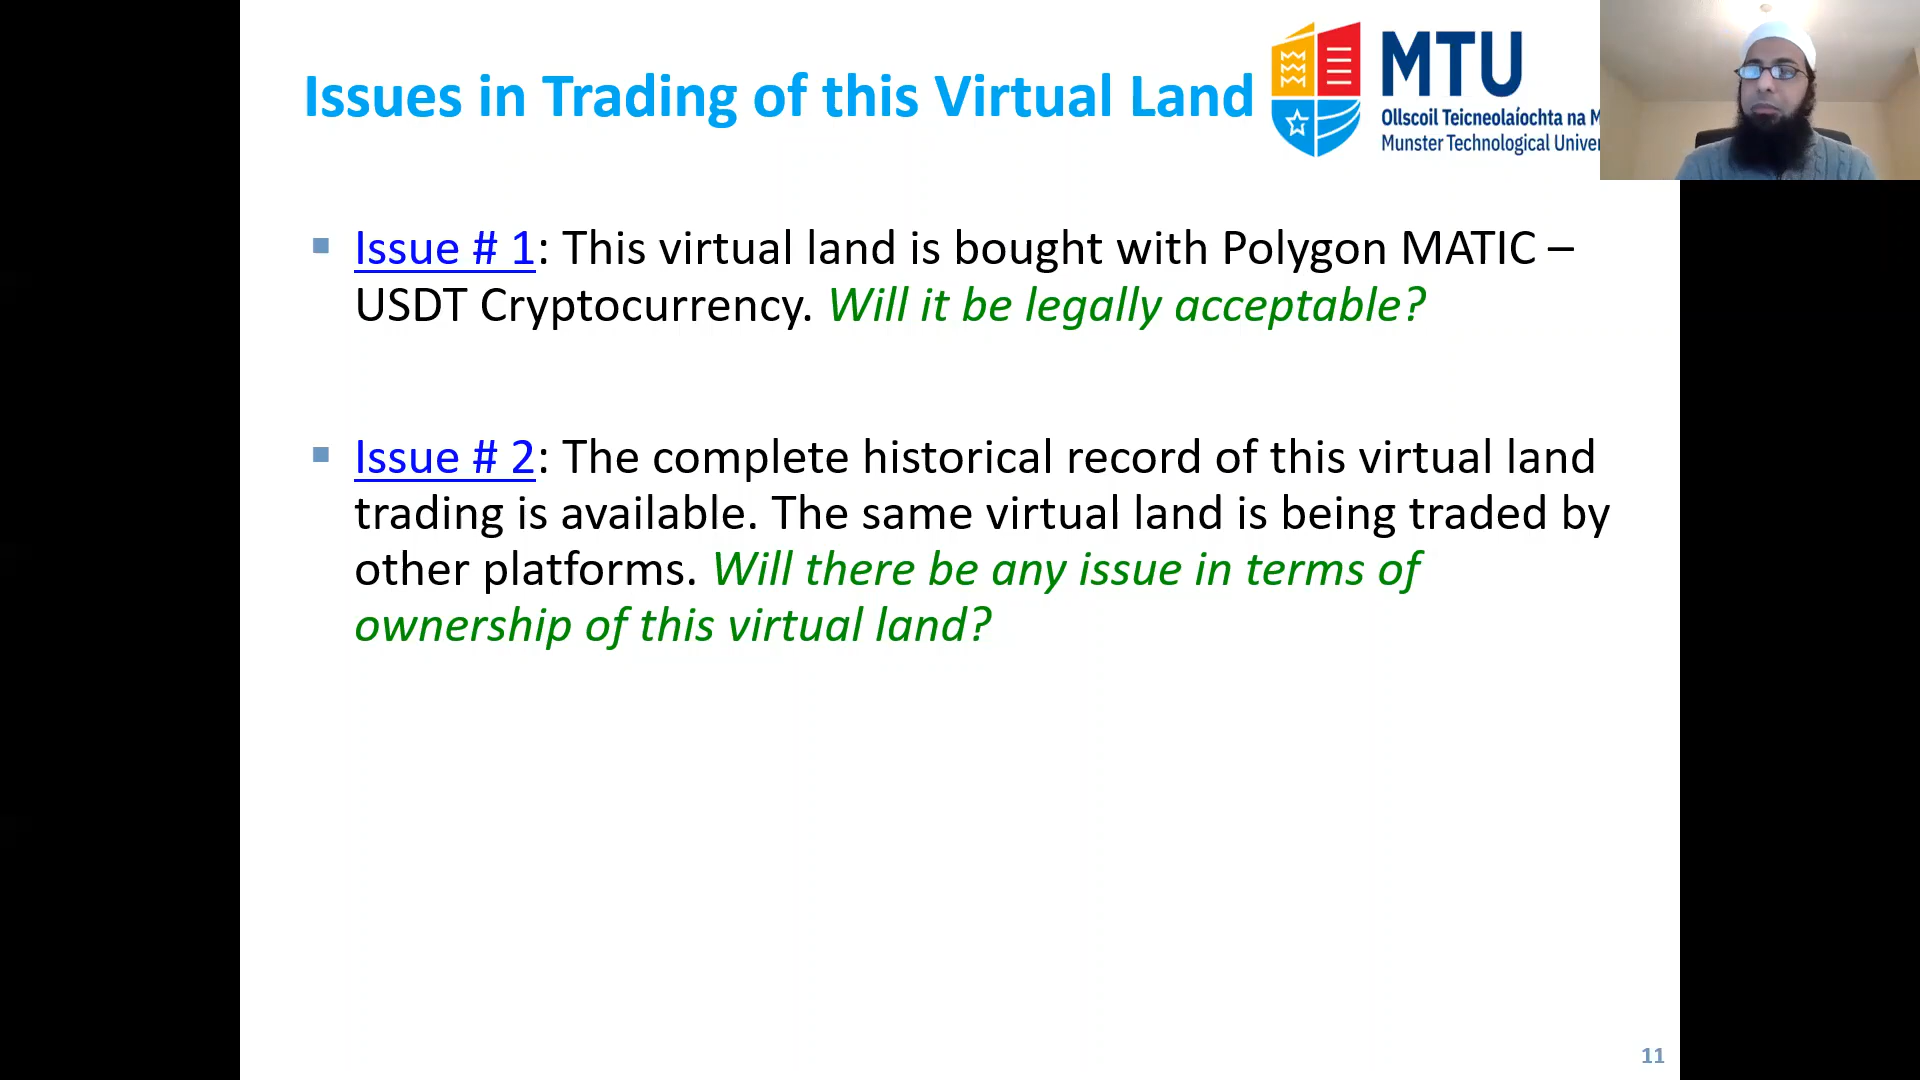 Issues in Trading of this Virtual Land
MTU
Ollscoil Teicneolaíochta na
Munster Technological
Issue # 1: This virtual land is bought with Polygon MATIC –
USDT Cryptocurrency. Will it be legally acceptable?
Issue # 2: The complete historical record of this virtual land
trading is available. The same virtual land is being traded by
other platforms. Will there be any issue in terms of
ownership of this virtual land?
11